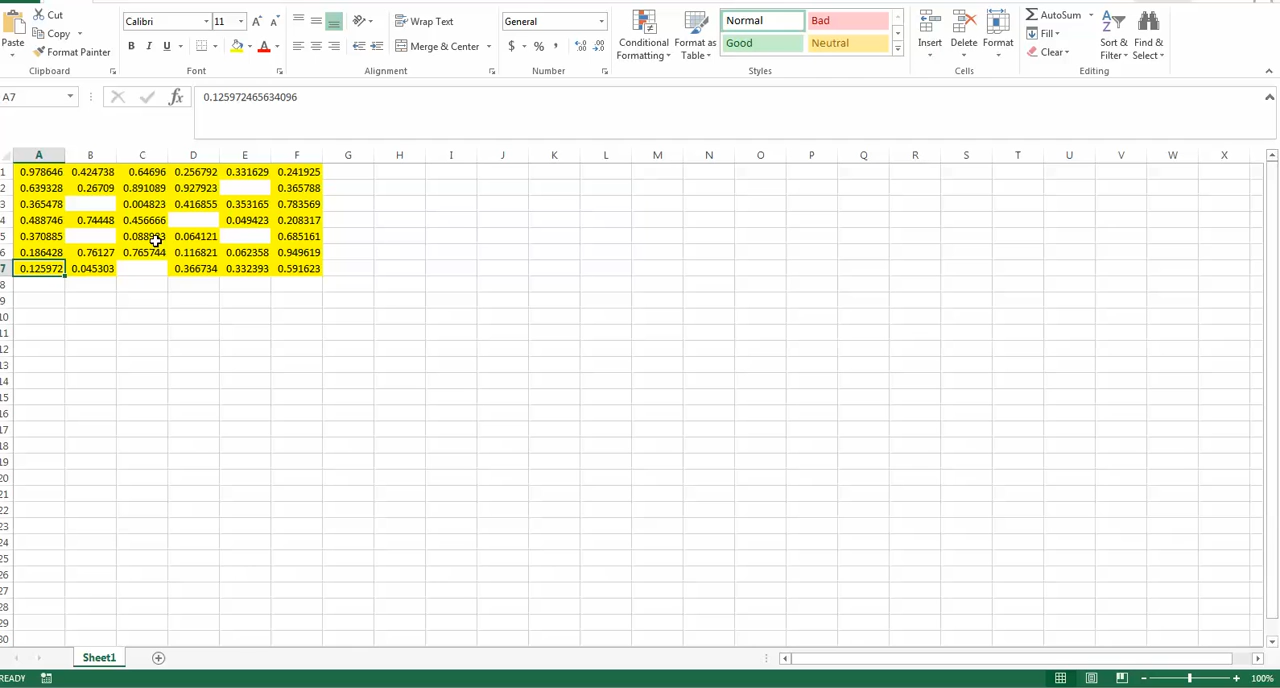 Cut
Copy
Format Painter
Paste
Clipboard
Calibri 11
B I U
Font
Wrap Text
Merge & Center
Alignment
General
$ % ,
Number
Conditional Formatting
Format as Table
Normal Bad
Good Neutral
Styles
Insert Delete Format
Cells
AutoSum
Fill
Clear
Sort & Filter
Find & Select
Editing
A7 fx 0.125972465634096
A B C D E F G H I J K L M N O P Q R S T U V W X
1 0.978646 0.424738 0.64696 0.256792 0.331629 0.241925
2 0.639328 0.26709 0.891089 0.927923 0.365788
3 0.365478 0.004823 0.416855 0.353165 0.783569
4 0.488746 0.74448 0.456666 0.049423 0.208317
5 0.370885 0.064121 0.685161
6 0.186428 0.76127 0.765744 0.116821 0.062358 0.949619
7 0.125972 0.045303 0.366734 0.332393 0.591623
8
9
10
11
12
13
14
15
16
17
18
19
20
21
22
23
24
25
26
27
28
29
30
Sheet1
READY
100%